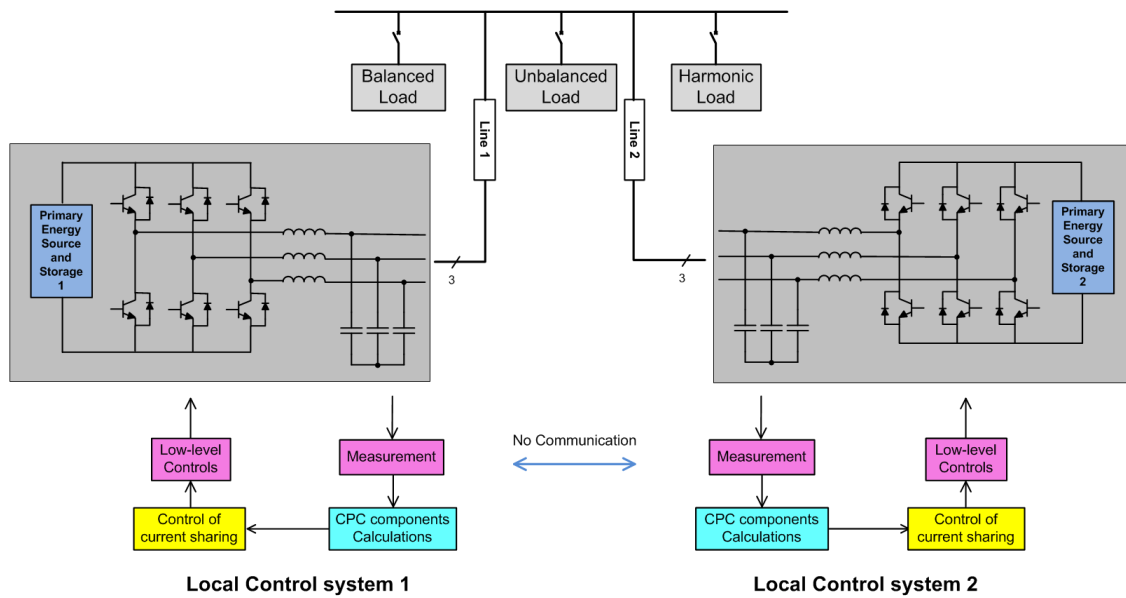 Balanced
Load
Unbalanced
Load
Harmonic
Load
Line 1
Line 2
Primary
Energy
Source
and
Storage
1
Primary
Energy
Source
and
Storage
2
3
3
No Communication
Low-level
Controls
Measurement
Measurement
Low-level
Controls
Control of
current sharing
CPC components
Calculations
CPC components
Calculations
Control of
current sharing
Local Control system 1
Local Control system 2